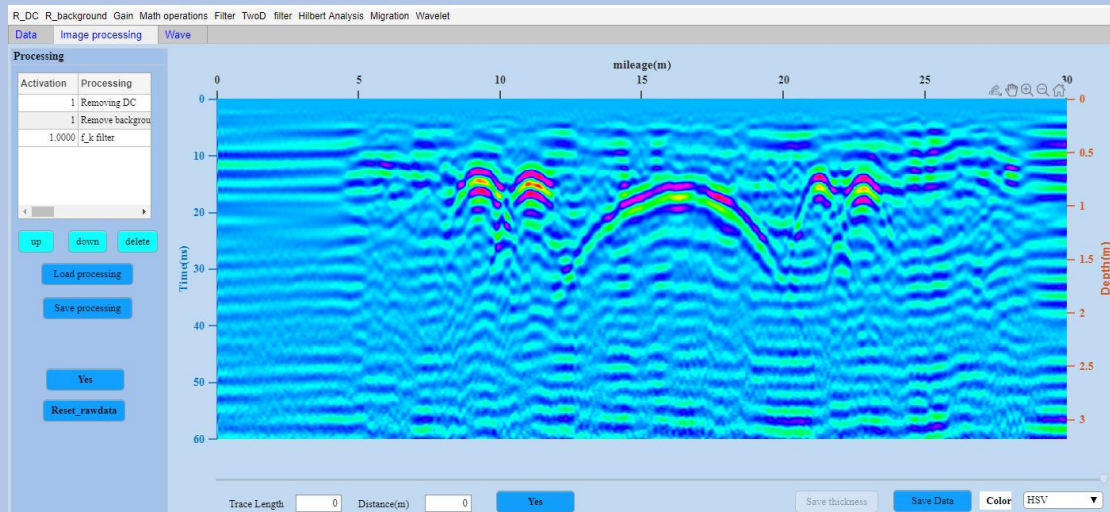 R_DC R_background Gain Math operations Filter TwoD filter Hilbert Analysis Migration Wavelet
Data Image processing Wave
Processing
Activation Processing
1 Removing DC
1 Remove backgrou
1.0000 f_k filter
up down delete
Load processing
Save processing
Yes
Reset_rawdata
mileage(m)
0 5 10 15 20 25 30
0 10 20 30 40 50 60
Time(ns)
0 0.5 1 1.5 2 2.5 3
Depth(m)
Trace Length 0 Distance(m) 0 Yes Save thickness Save Data Color HSV